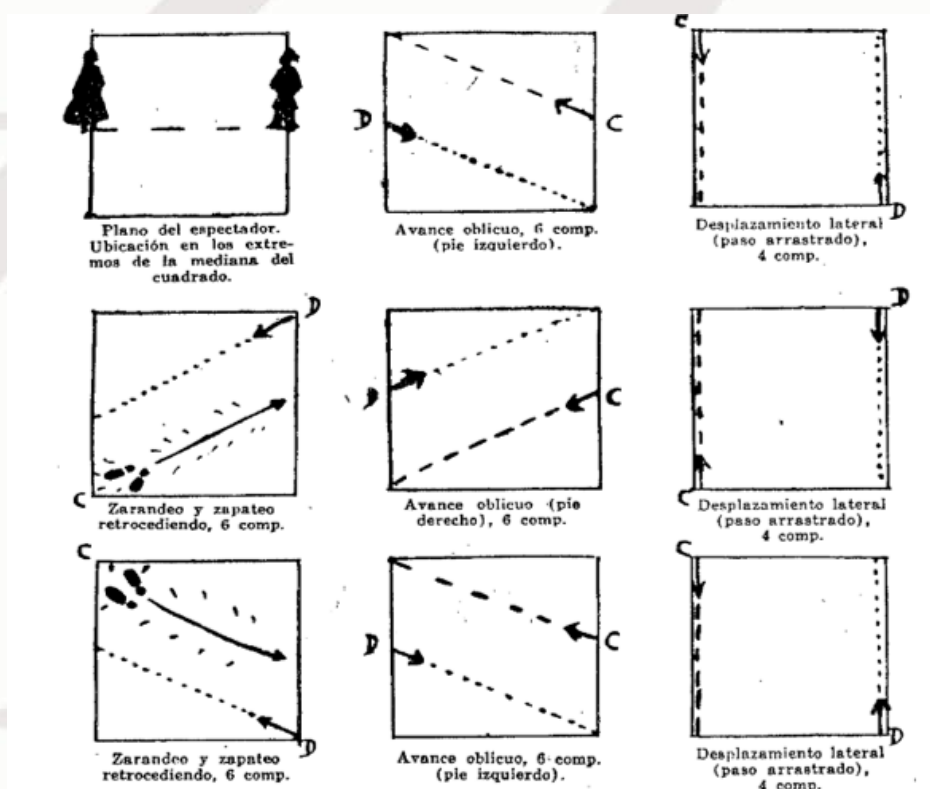 Plano del espectador.
Ubicación en los extre-
mos de la mediana del
cuadrado.
D
C
Avance oblicuo, 6 comp.
(pie izquierdo).
C
D
Desplazamiento lateral
(paso arrastrado),
4 comp.
D
C
Zarandeo y zapateo
retrocediendo, 6 comp.
D
C
Avance oblicuo (pie
derecho), 6 comp.
D
C
Desplazamiento lateral
(paso arrastrado),
4 comp.
C
D
Zarandeo y zapateo
retrocediendo, 6 comp.
D
C
Avance oblicuo, 6 comp.
(pie izquierdo).
C
D
Desplazamiento lateral
(paso arrastrado),
4 comp.